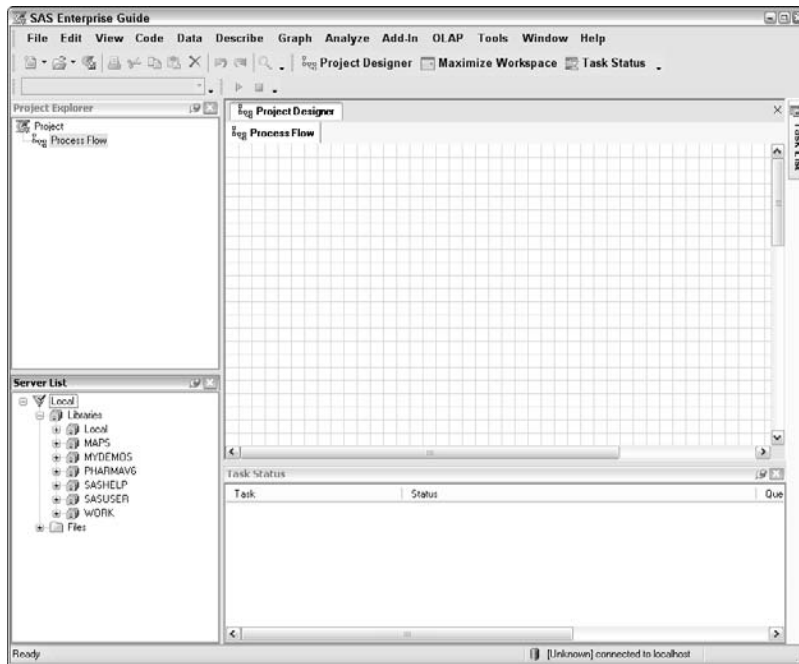 SAS Enterprise Guide
File Edit View Code Data Describe Graph Analyze Add-In OLAP Tools Window Help
Project Designer Maximize Workspace Task Status
Project Explorer
Project
Process Flow
Project Designer
Process Flow
Task List
Server List
Local
Libraries
Local
MAPS
MYDEMOS
PHARMAV6
SASHELP
SASUSER
WORK
Files
Task Status
Task Status Que
Ready [Unknown] connected to localhost